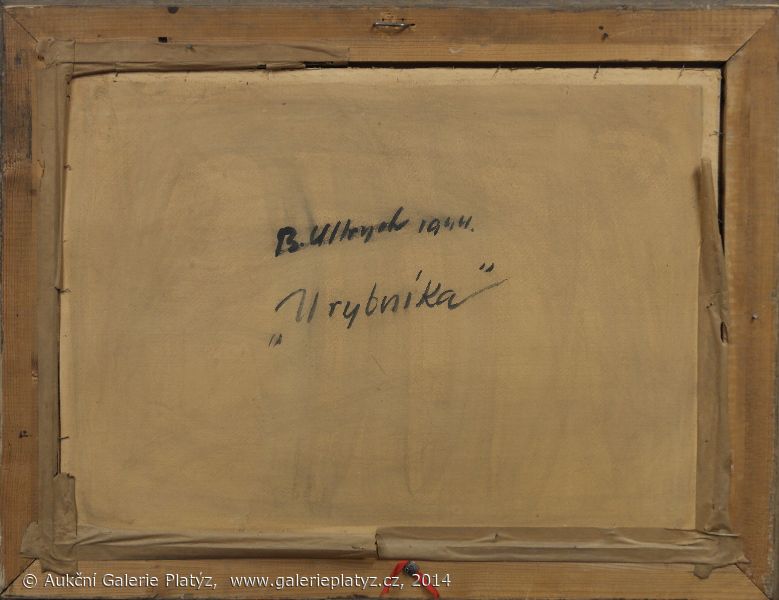 B. Ullrych 1944.
„U rybníka“
© Aukční Galerie Platýz, www.galerieplatyz.cz, 2014